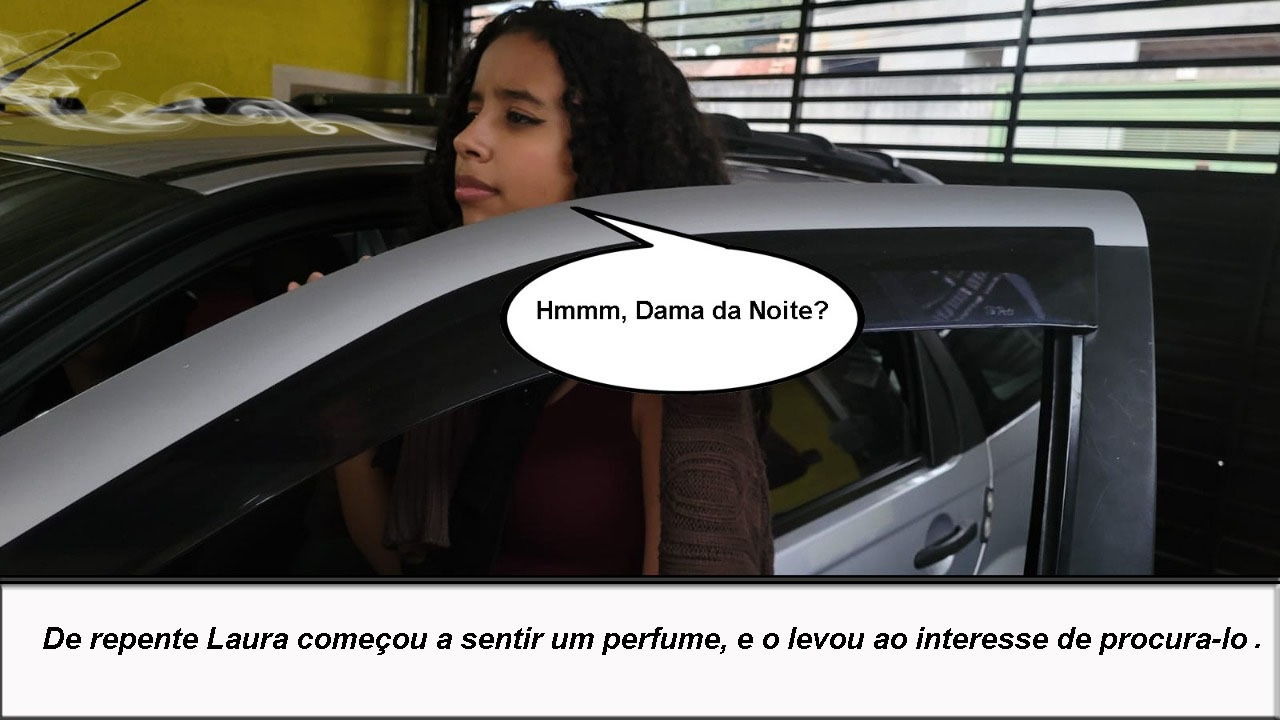 Hmmm, Dama da Noite?
De repente Laura começou a sentir um perfume, e o levou ao interesse de procura-lo .